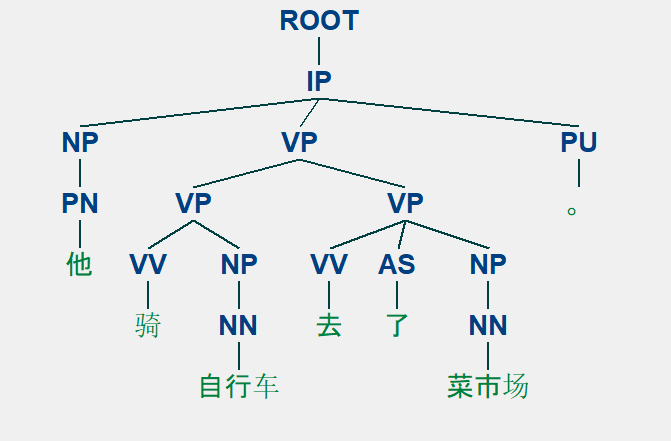 ROOT
IP
NP VP PU
PN VP VP 。
他 VV NP VV AS NP
骑 NN 去 了 NN
自行车 菜市场